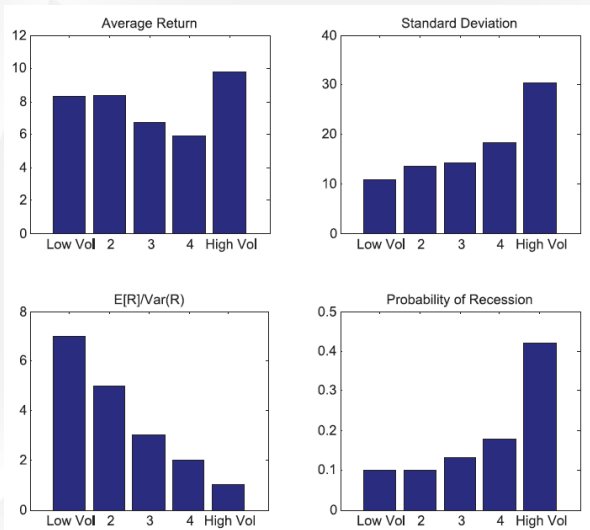 Average Return
12
10
8
6
4
2
0
Low Vol 2 3 4 High Vol
Standard Deviation
40
30
20
10
0
Low Vol 2 3 4 High Vol
E[R]/Var(R)
8
6
4
2
0
Low Vol 2 3 4 High Vol
Probability of Recession
0.5
0.4
0.3
0.2
0.1
0
Low Vol 2 3 4 High Vol